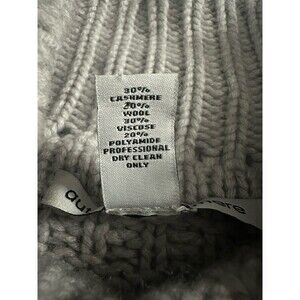 30%
CASHMERE
20%
WOOL
30%
VISCOSE
20%
POLYAMIDE
PROFESSIONAL
DRY CLEAN
ONLY